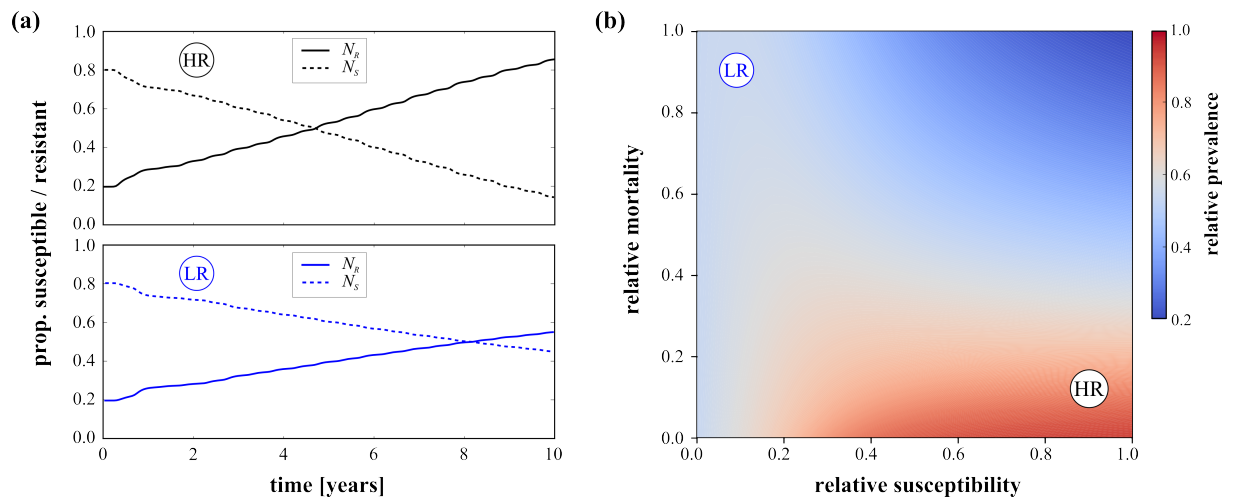 (a)
prop. susceptible / resistant
1.0
0.8
0.6
0.4
0.2
0.0
HR
N_R
N_S
1.0
0.8
0.6
0.4
0.2
0.0
LR
N_R
N_S
0 2 4 6 8 10
time [years]
(b)
relative mortality
1.0
0.8
0.6
0.4
0.2
0.0
LR
HR
0.0 0.2 0.4 0.6 0.8 1.0
relative susceptibility
1.0
0.8
0.6
0.4
0.2
relative prevalence